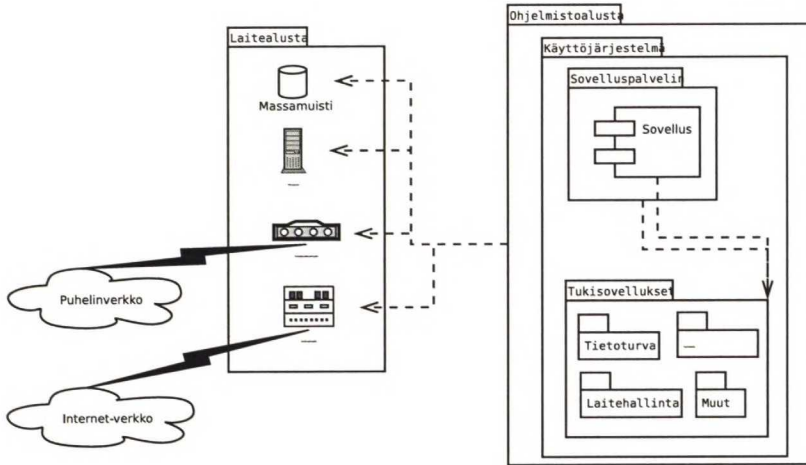 Laitealusta
Massamuisti
Puhelinverkko
Internet-verkko
Ohjelmistoalusta
Käyttöjärjestelmä
Sovelluspalvelin
Sovellus
Tukisovellukset
Tietoturva
Laitehallinta
Muut